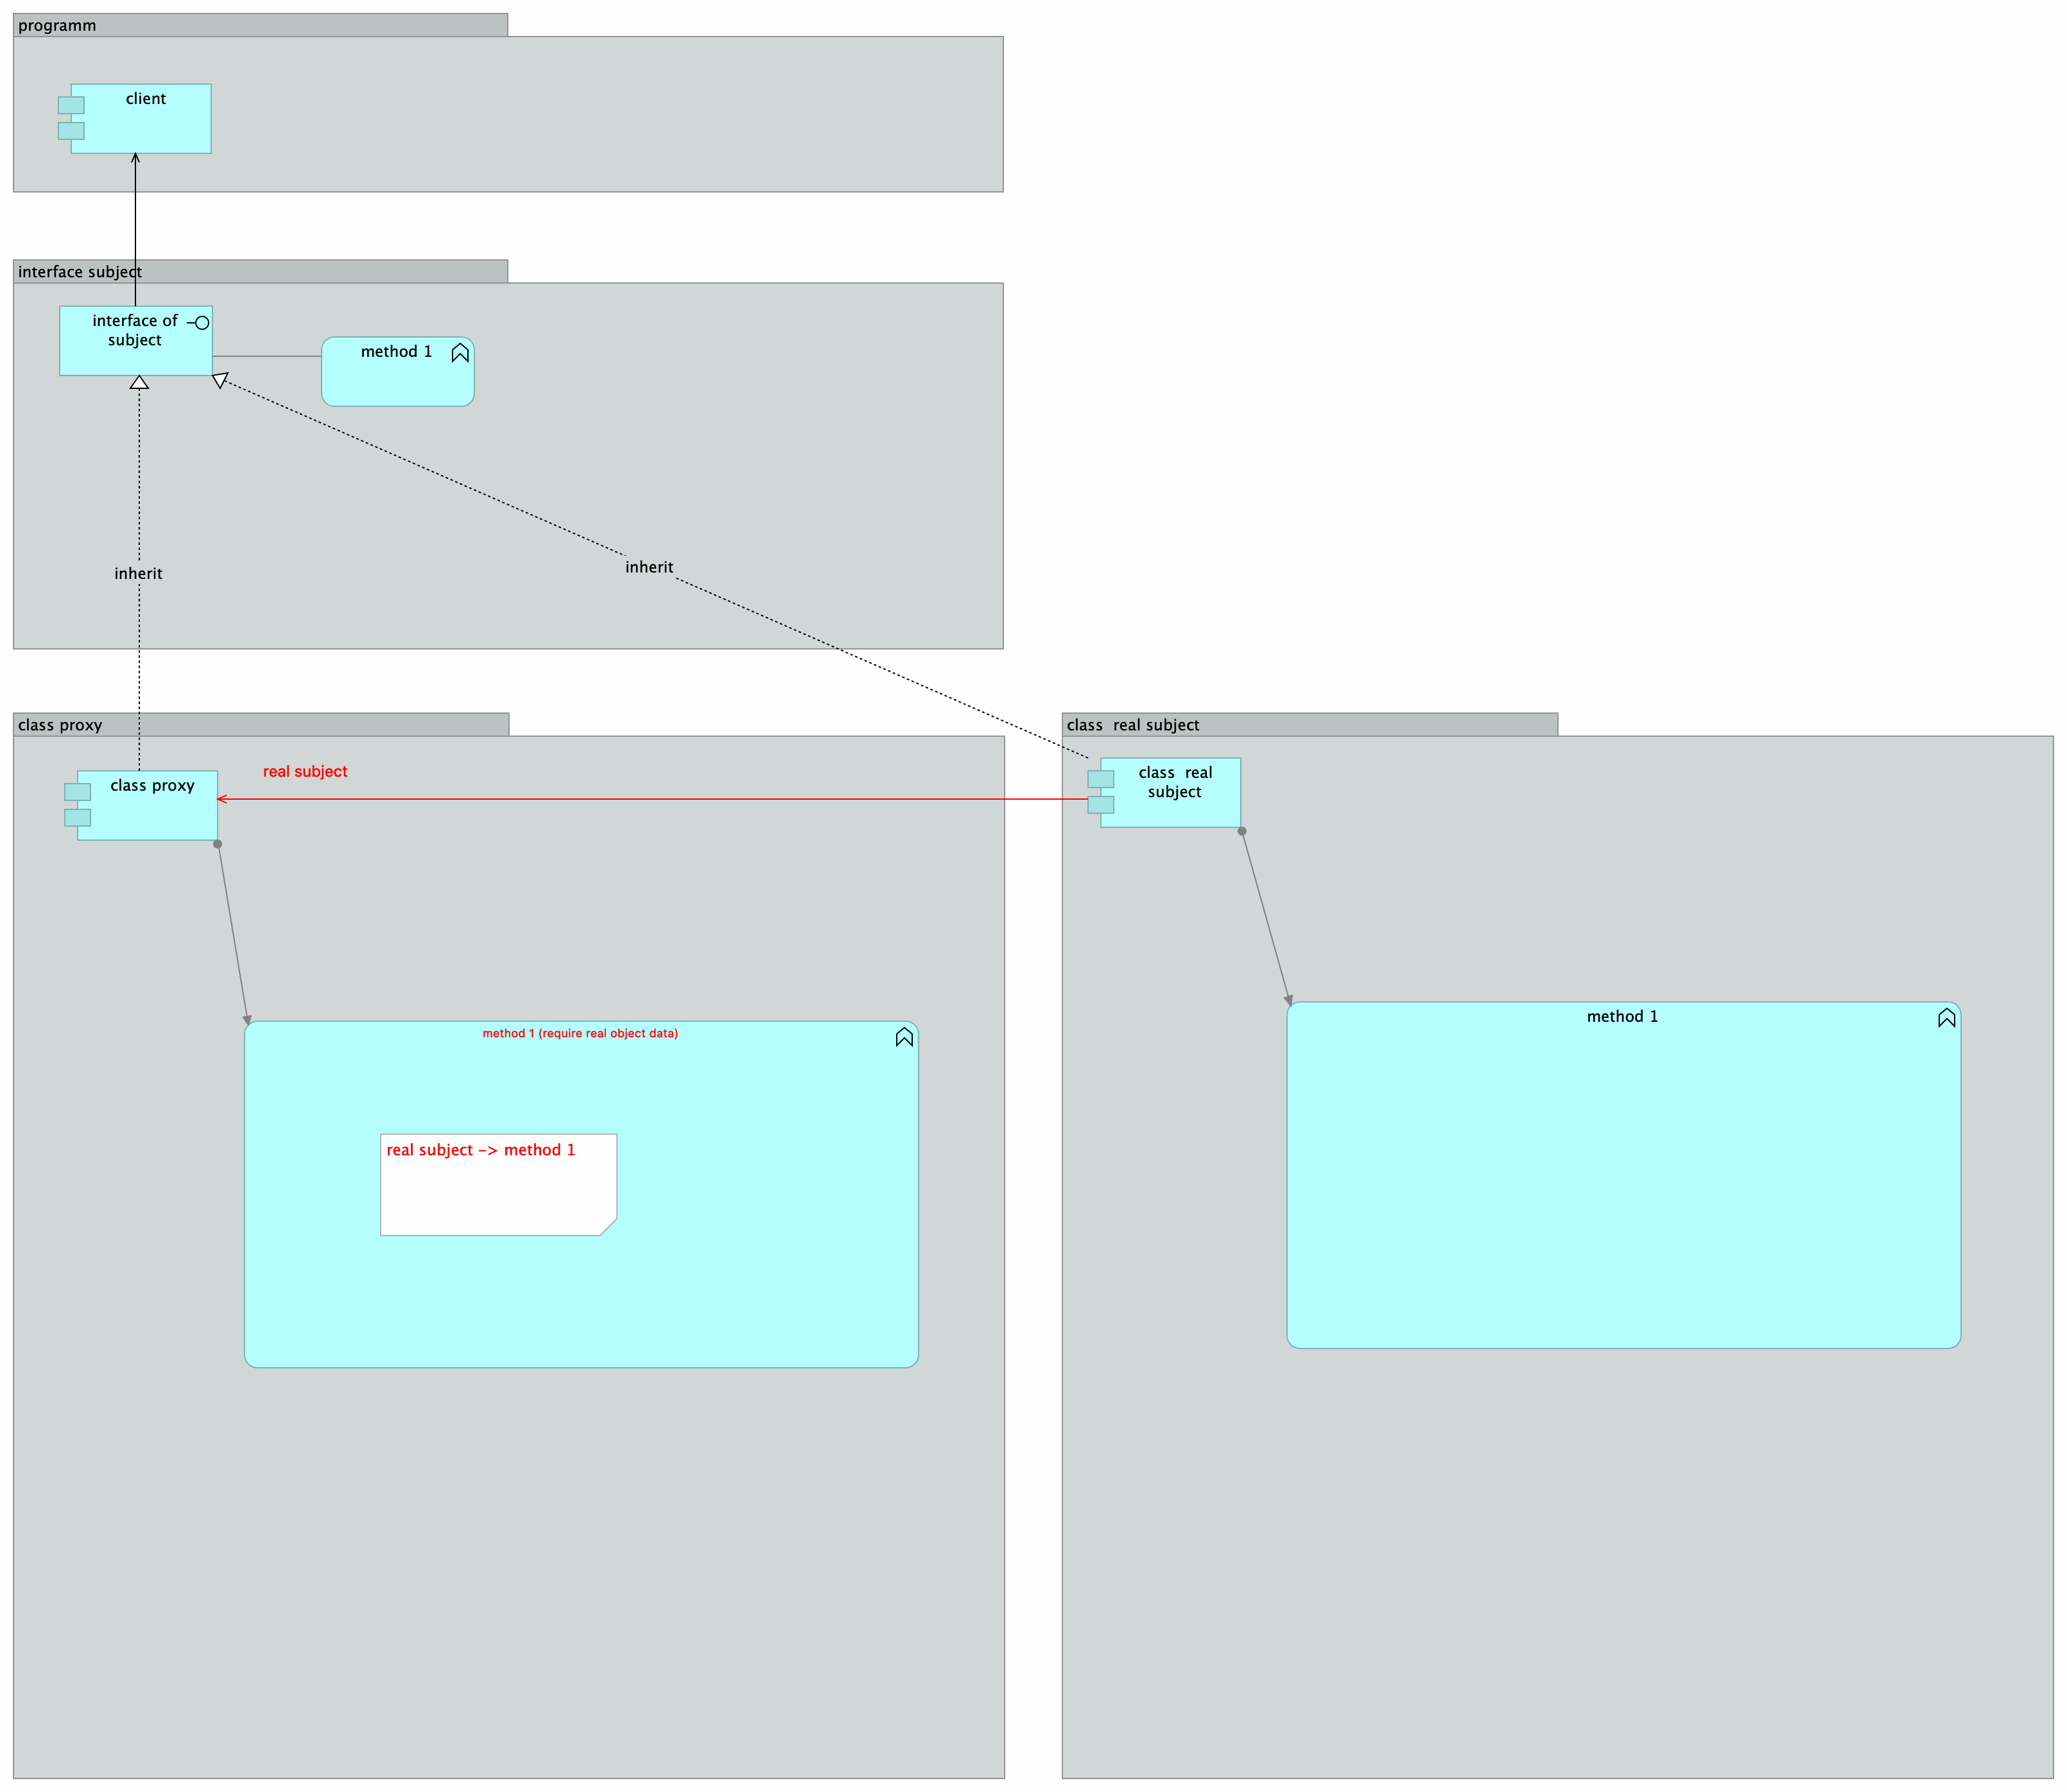 programm
client
interface subject
interface of
subject
method 1
inherit
inherit
class proxy
class  real subject
class proxy
real subject
class  real
subject
method 1 (require real object data)
method 1
real subject -> method 1